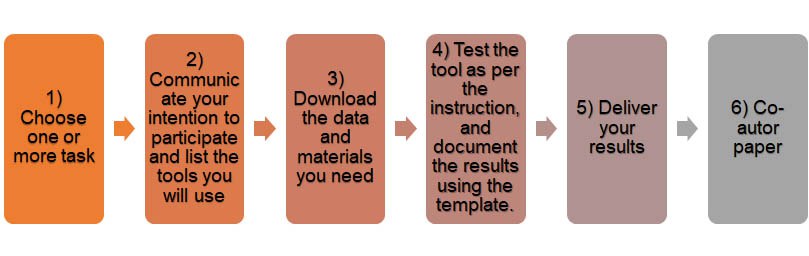 1)
Choose
one or
more task
2)
Communic
ate your
intention to
participate
and list the
tools you
will use
3)
Download
the data
and
materials
you need
4) Test the
tool as per
the
instruction,
and
document
the results
using the
template.
5) Deliver
your
results
6) Co-
autor
paper